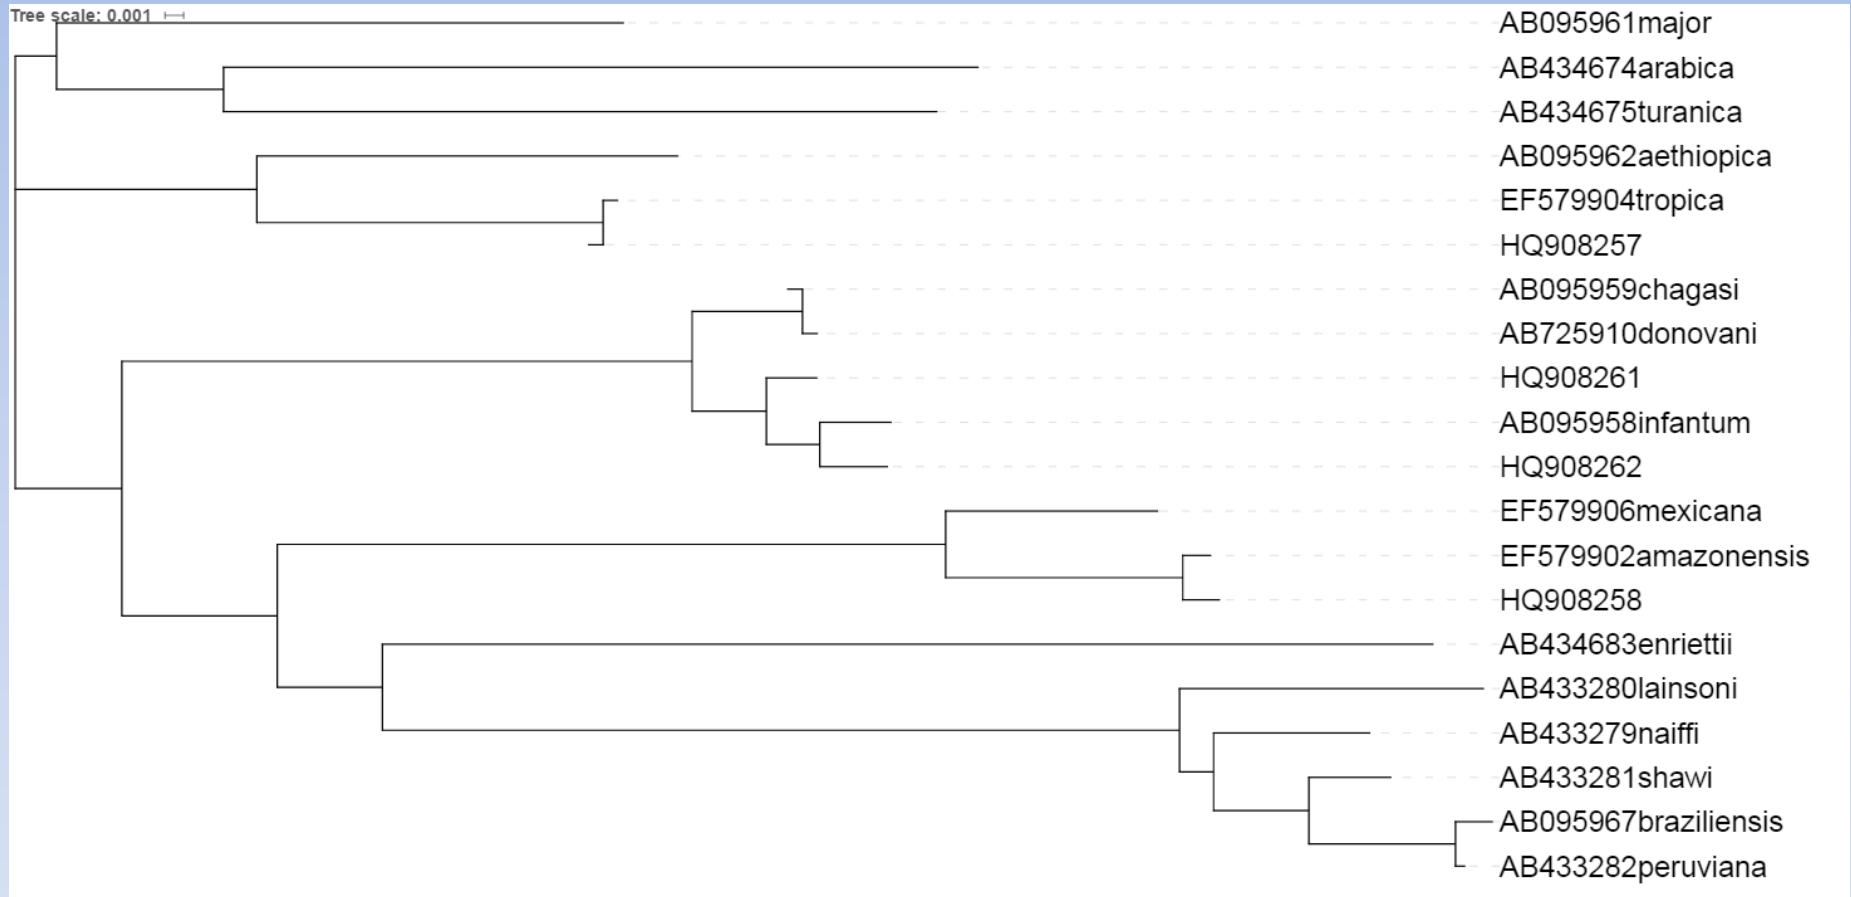 Tree scale: 0.001
AB095961major
AB434674arabica
AB434675turanica
AB095962aethiopica
EF579904tropica
HQ908257
AB095959chagasi
AB725910donovani
HQ908261
AB095958infantum
HQ908262
EF579906mexicana
EF579902amazonensis
HQ908258
AB434683enriettii
AB433280lainsoni
AB433279naiffi
AB433281shawi
AB095967braziliensis
AB433282peruviana